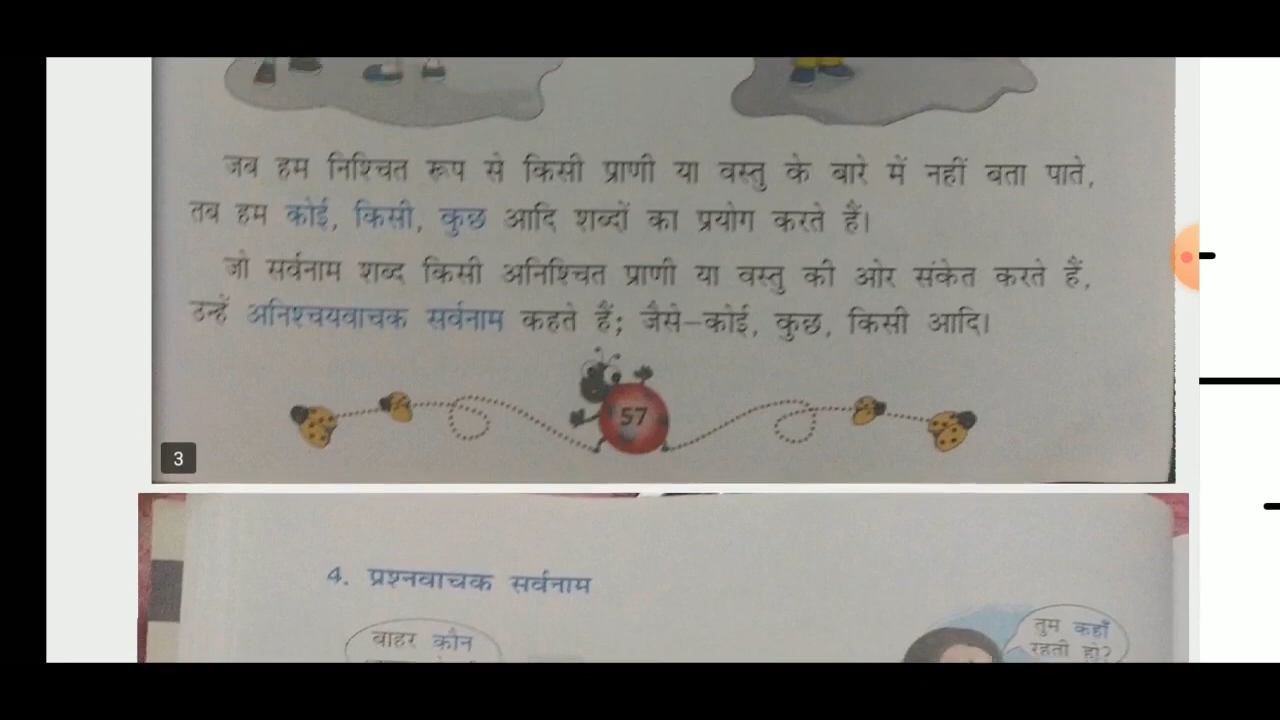 जब हम निश्चित रूप से किसी प्राणी या वस्तु के बारे में नहीं बता पाते,
तब हम कोई, किसी, कुछ आदि शब्दों का प्रयोग करते हैं।
जो सर्वनाम शब्द किसी अनिश्चित प्राणी या वस्तु की ओर संकेत करते हैं,
उन्हें अनिश्चयवाचक सर्वनाम कहते हैं; जैसे–कोई, कुछ, किसी आदि।
57
3
4. प्रश्नवाचक सर्वनाम
बाहर कौन
तुम कहाँ
रहती हो?